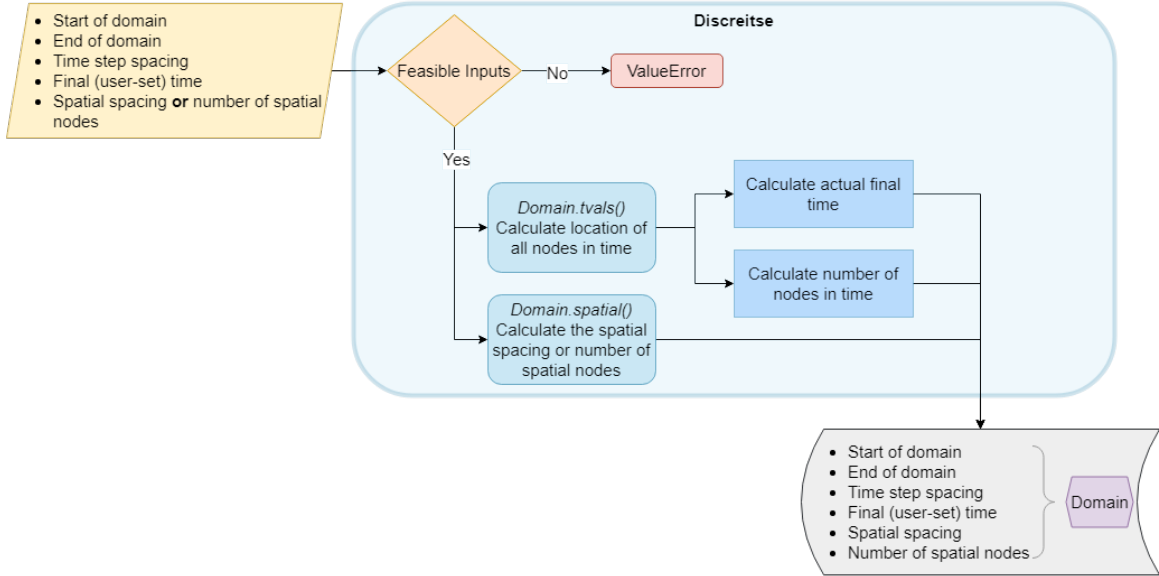 Discreitse
• Start of domain
• End of domain
• Time step spacing
• Final (user-set) time
• Spatial spacing or number of spatial
nodes
Feasible Inputs
No
ValueError
Yes
Domain.tvals()
Calculate location of
all nodes in time
Calculate actual final
time
Calculate number of
nodes in time
Domain.spatial()
Calculate the spatial
spacing or number of
spatial nodes
• Start of domain
• End of domain
• Time step spacing
• Final (user-set) time
• Spatial spacing
• Number of spatial nodes
Domain